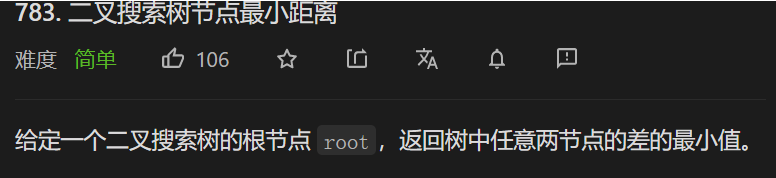 783. 二叉搜索树节点最小距离
难度 简单 106
给定一个二叉搜索树的根节点 root，返回树中任意两节点的差的最小值。